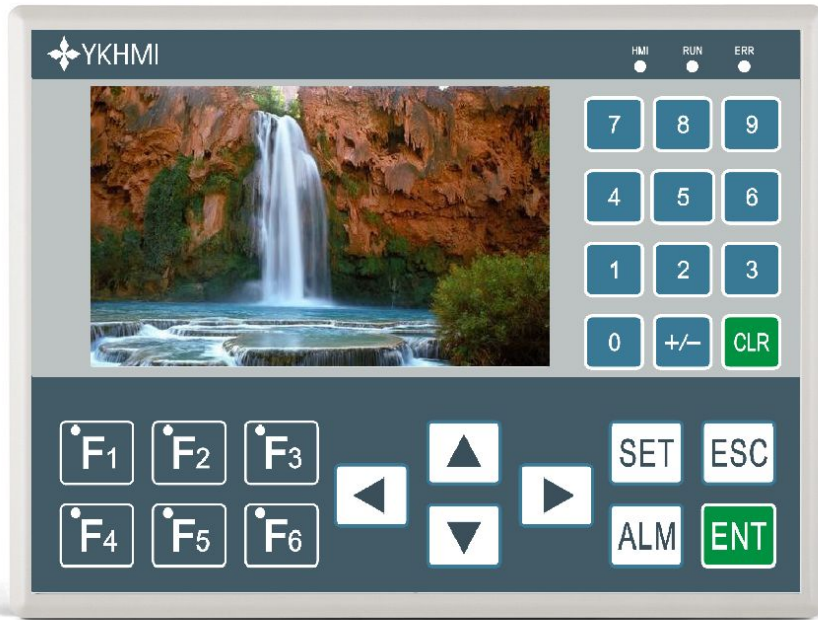 YKHMI
HMI RUN ERR
7 8 9
4 5 6
1 2 3
0 +/− CLR
F1 F2 F3
SET ESC
F4 F5 F6
ALM ENT